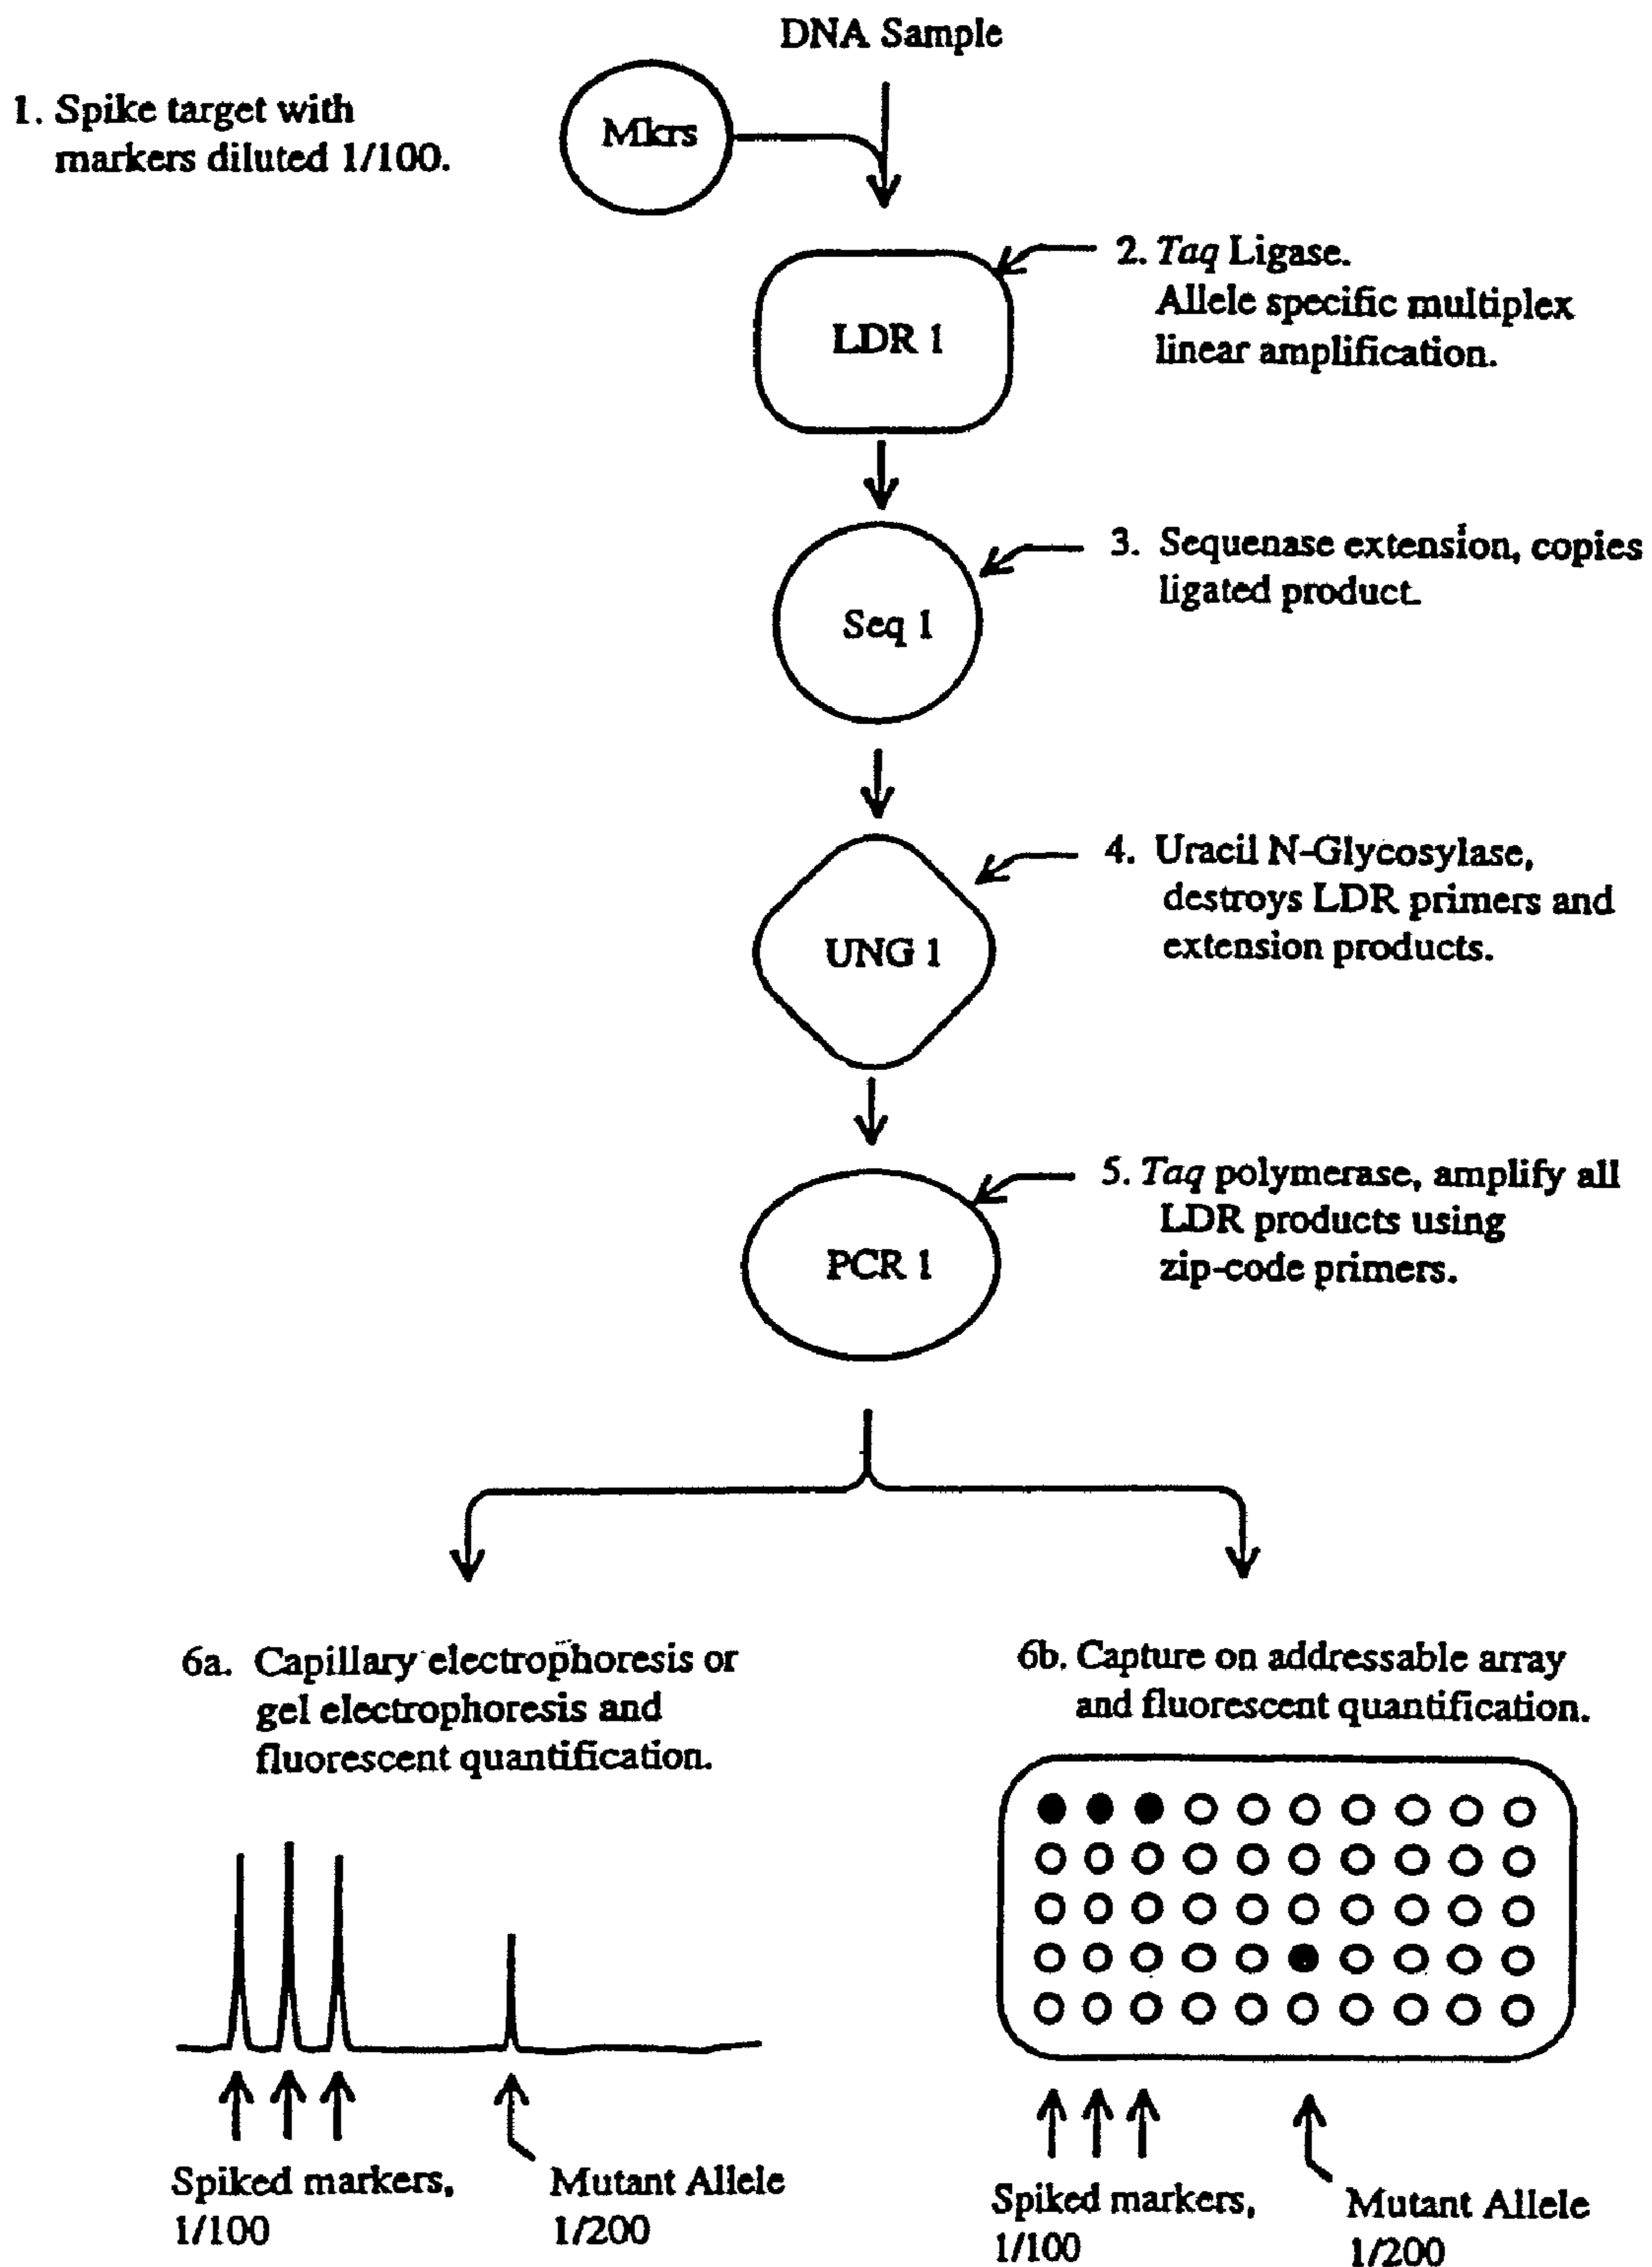 DNA Sample
1. Spike target with
markers diluted 1/100.
Mkrs
2. Taq Ligase.
Allele specific multiplex
linear amplification.
LDR 1
3. Sequenase extension, copies
ligated product.
Seq 1
4. Uracil N-Glycosylase,
destroys LDR primers and
extension products.
UNG 1
5. Taq polymerase, amplify all
LDR products using
zip-code primers.
PCR 1
6a. Capillary electrophoresis or
gel electrophoresis and
fluorescent quantification.
6b. Capture on addressable array
and fluorescent quantification.
Spiked markers,
1/100
Mutant Allele
1/200
Spiked markers,
1/100
Mutant Allele
1/200